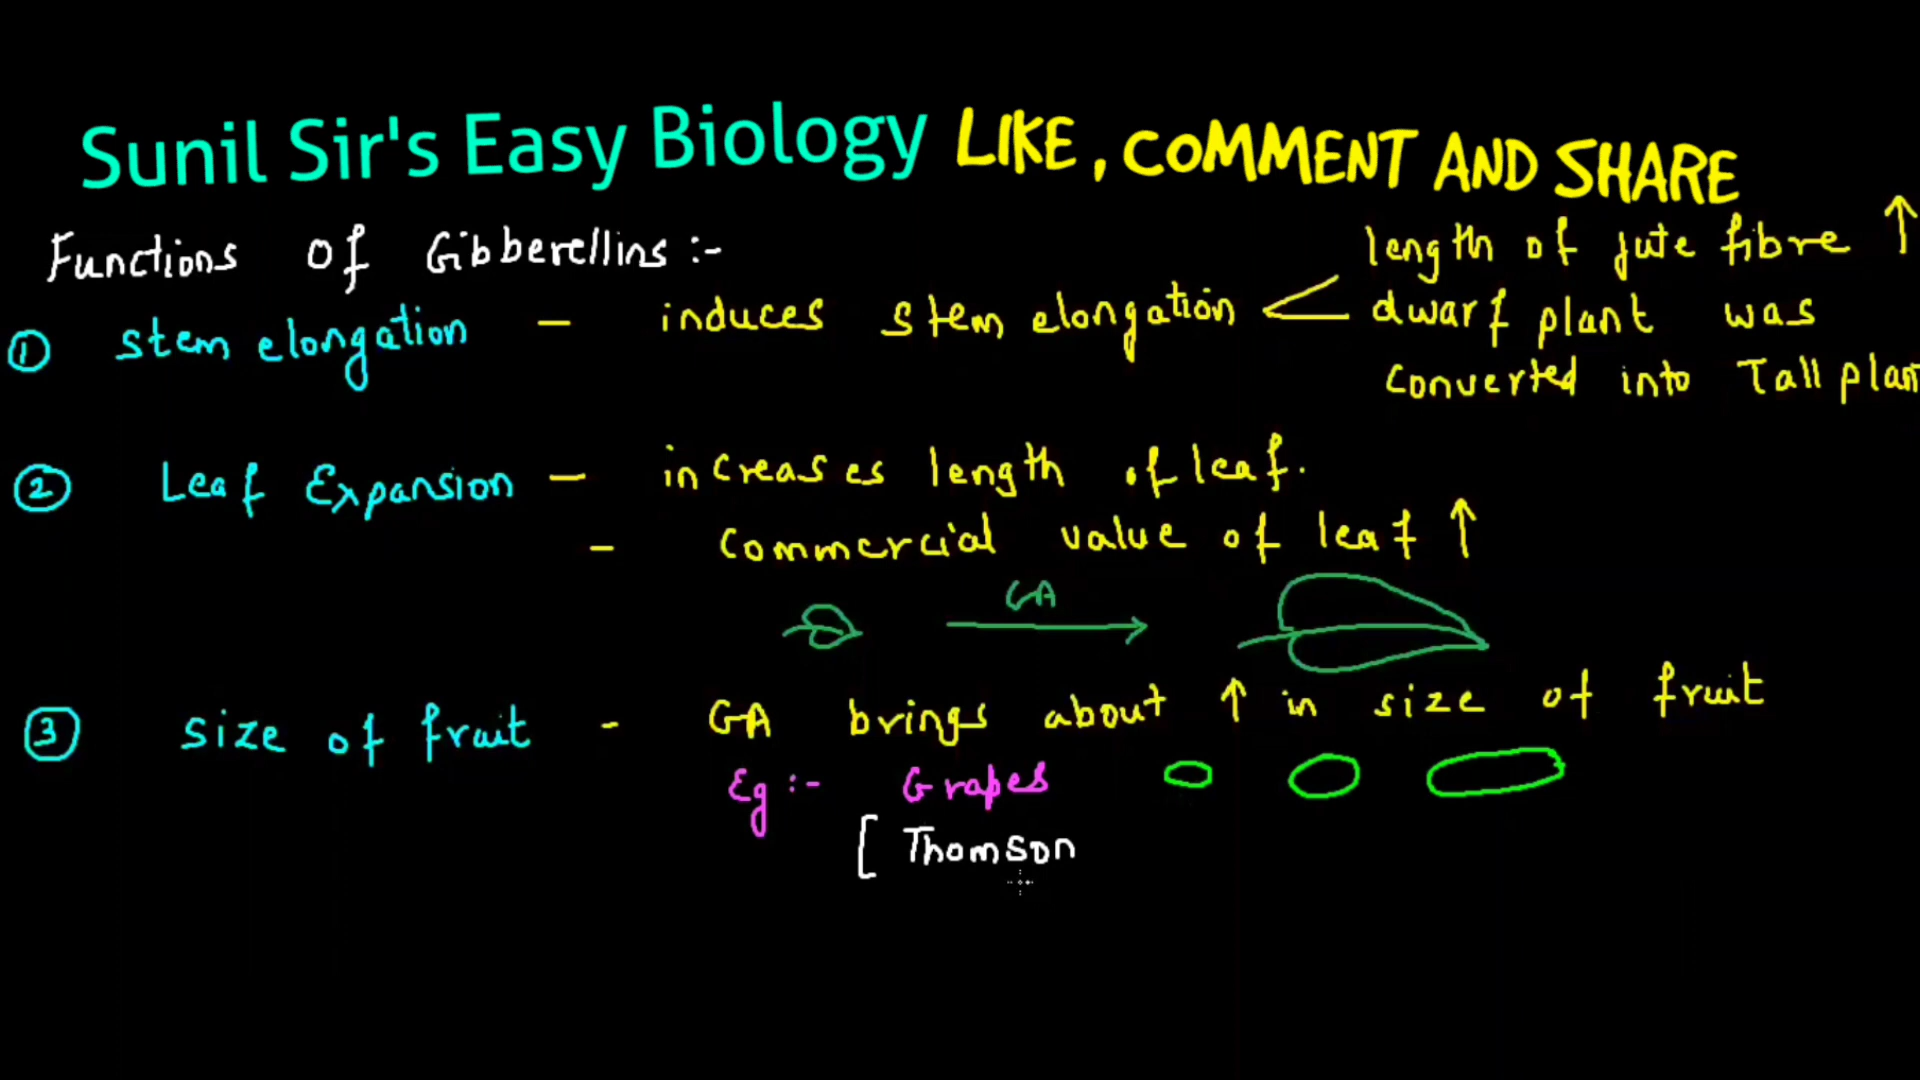 Sunil Sir's Easy Biology LIKE, COMMENT AND SHARE
Functions of Gibberellins :-
① stem elongation - induces stem elongation < length of jute fibre ↑
dwarf plant was
converted into Tall plant
② Leaf Expansion - increases length of leaf.
- commercial value of leaf ↑
GA
③ size of fruit - GA brings about ↑ in size of fruit
Eg :- Grapes
[ Thomson